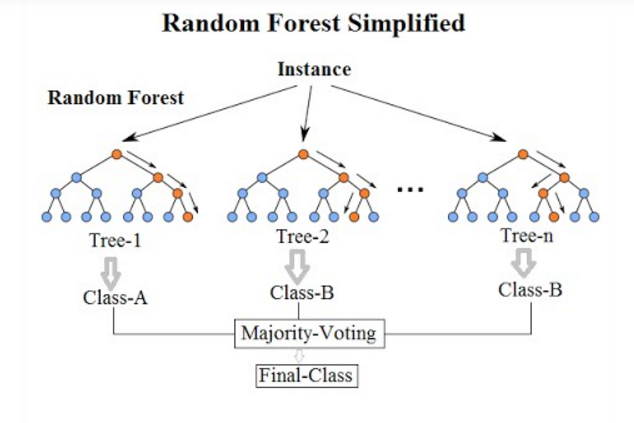 Random Forest Simplified
Instance
Random Forest
...
Tree-1
Tree-2
Tree-n
Class-A
Class-B
Class-B
Majority-Voting
Final-Class